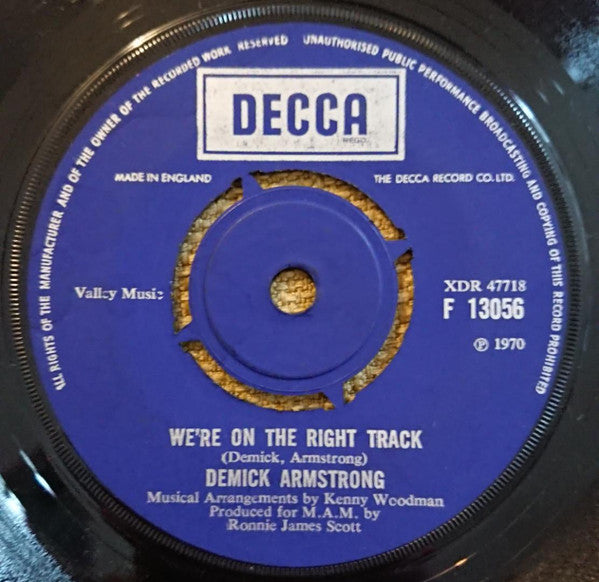 ALL RIGHTS OF THE MANUFACTURER AND OF THE OWNER OF THE RECORDED WORK RESERVED
UNAUTHORISED PUBLIC PERFORMANCE BROADCASTING AND COPYING OF THIS RECORD PROHIBITED
DECCA
REGD.
MADE IN ENGLAND
THE DECCA RECORD CO. LTD.
Valley Music
XDR 47718
F 13056
℗ 1970
WE'RE ON THE RIGHT TRACK
(Demick, Armstrong)
DEMICK ARMSTRONG
Musical Arrangements by Kenny Woodman
Produced for M.A.M. by
Ronnie James Scott